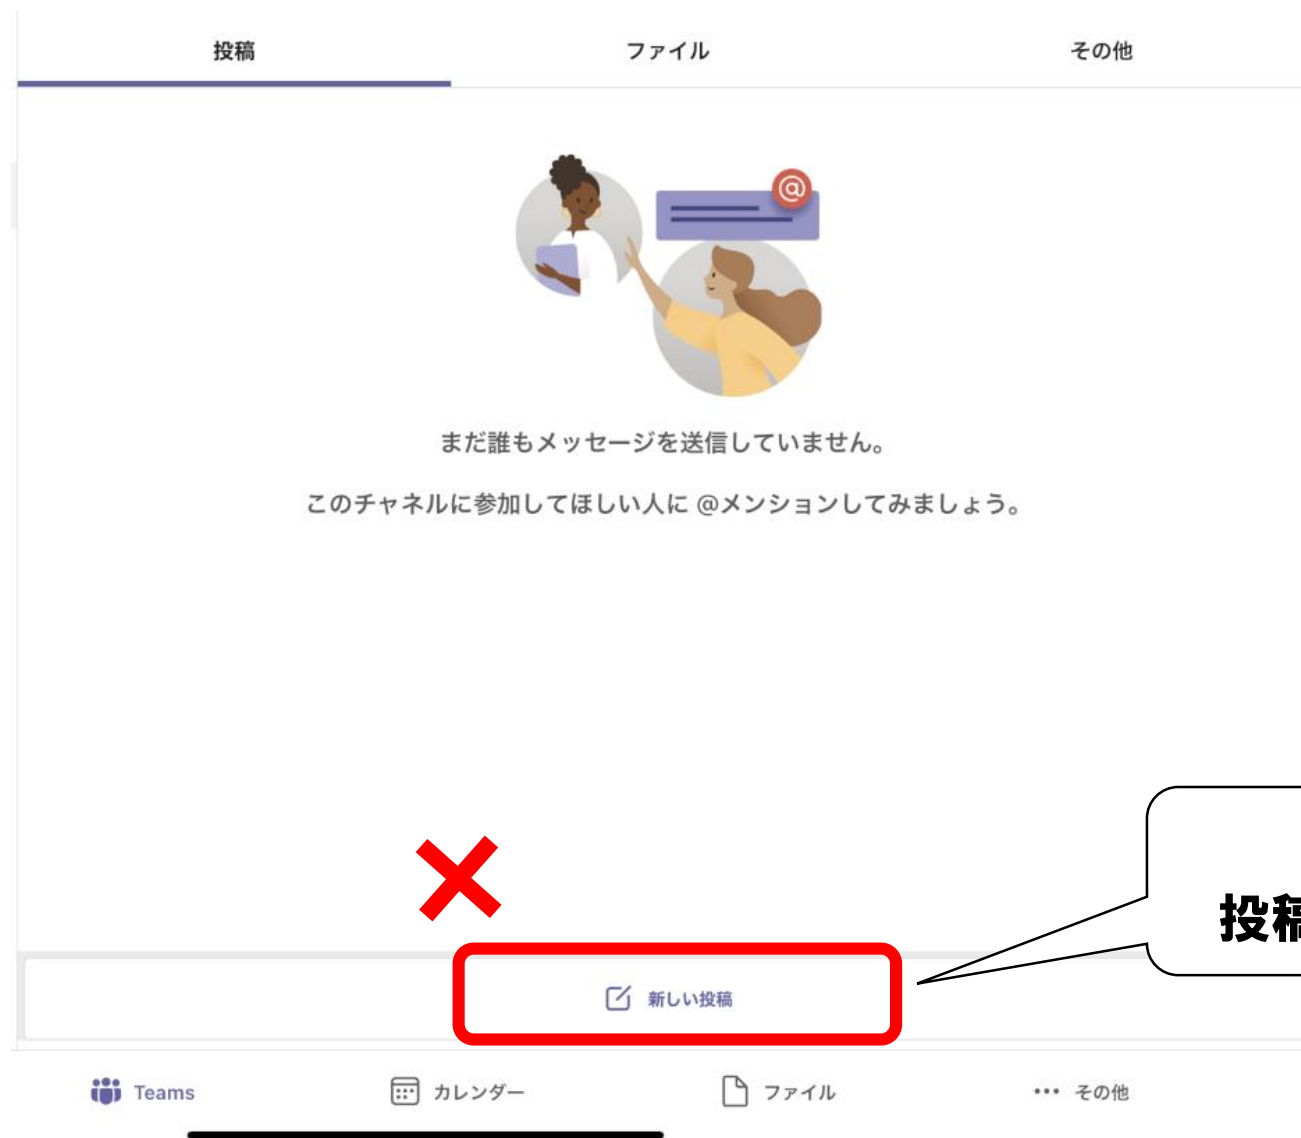 投稿
ファイル
その他
@
まだ誰もメッセージを送信していません。
このチャネルに参加してほしい人に @メンションしてみましょう。
投稿
新しい投稿
Teams
カレンダー
ファイル
その他